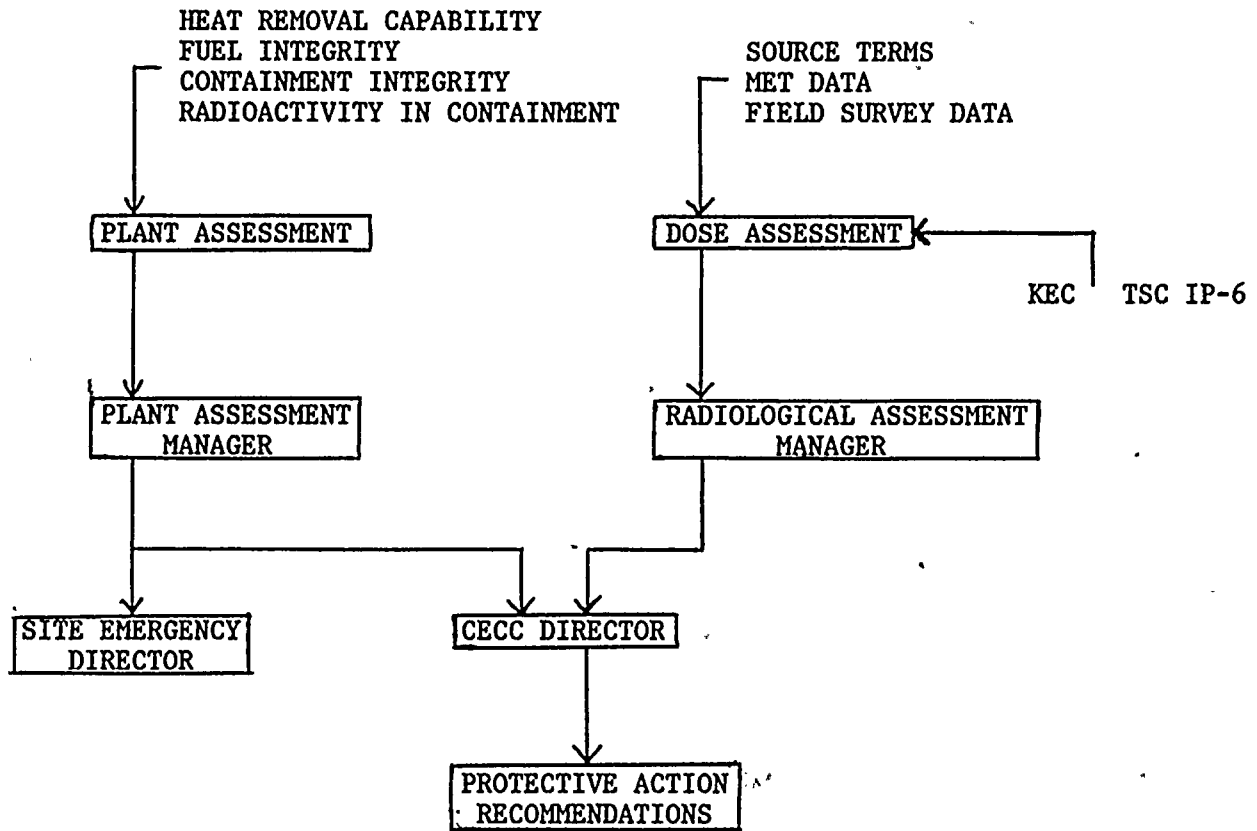 HEAT REMOVAL CAPABILITY
FUEL INTEGRITY
CONTAINMENT INTEGRITY
RADIOACTIVITY IN CONTAINMENT
SOURCE TERMS
MET DATA
FIELD SURVEY DATA
PLANT ASSESSMENT
DOSE ASSESSMENT
KEC TSC IP-6
PLANT ASSESSMENT
MANAGER
RADIOLOGICAL ASSESSMENT
MANAGER
SITE EMERGENCY
DIRECTOR
CECC DIRECTOR
PROTECTIVE ACTION
RECOMMENDATIONS